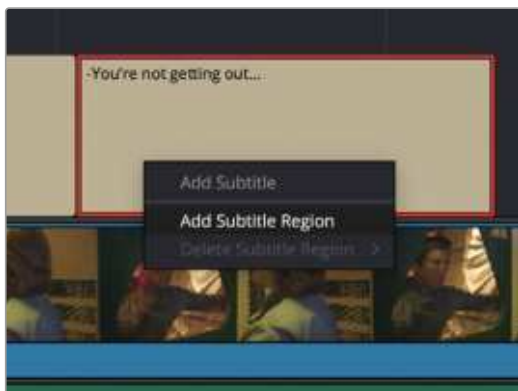 -You're not getting out...
Add Subtitle
Add Subtitle Region
Delete Subtitle Region >